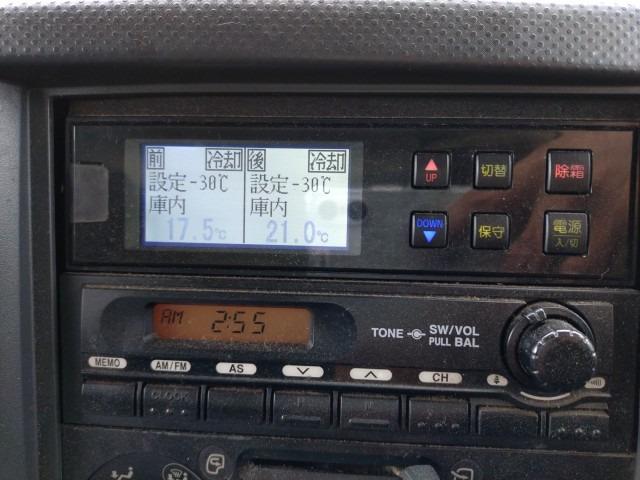 前 冷却 後 冷却
設定-30℃ 設定-30℃
庫内 庫内
17.5℃ 21.0℃
UP 切替 除霜
DOWN 保守 電源
入/切
AM 2:55
TONE SW/VOL
PULL BAL
MEMO AM/FM AS CH
CLOCK